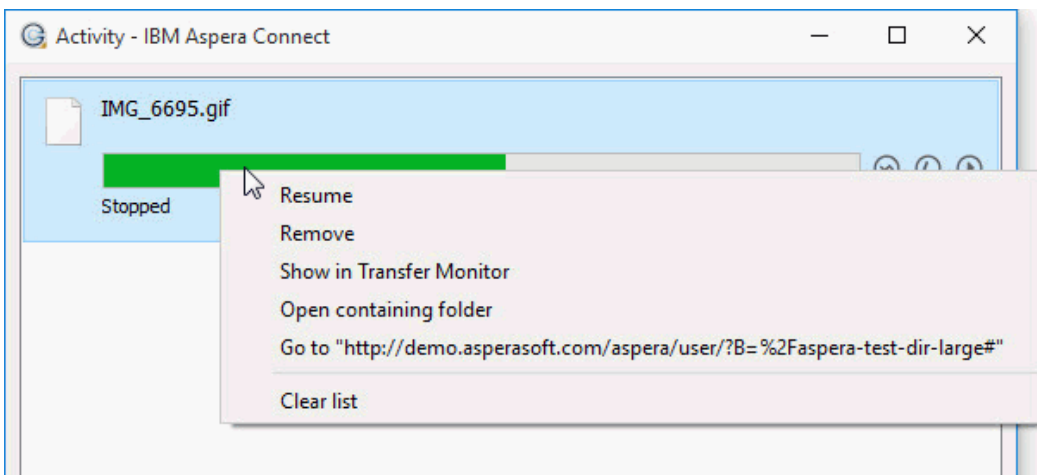 Activity - IBM Aspera Connect
IMG_6695.gif
Stopped
Resume
Remove
Show in Transfer Monitor
Open containing folder
Go to "http://demo.asperasoft.com/aspera/user/?B=%2Faspera-test-dir-large#"
Clear list